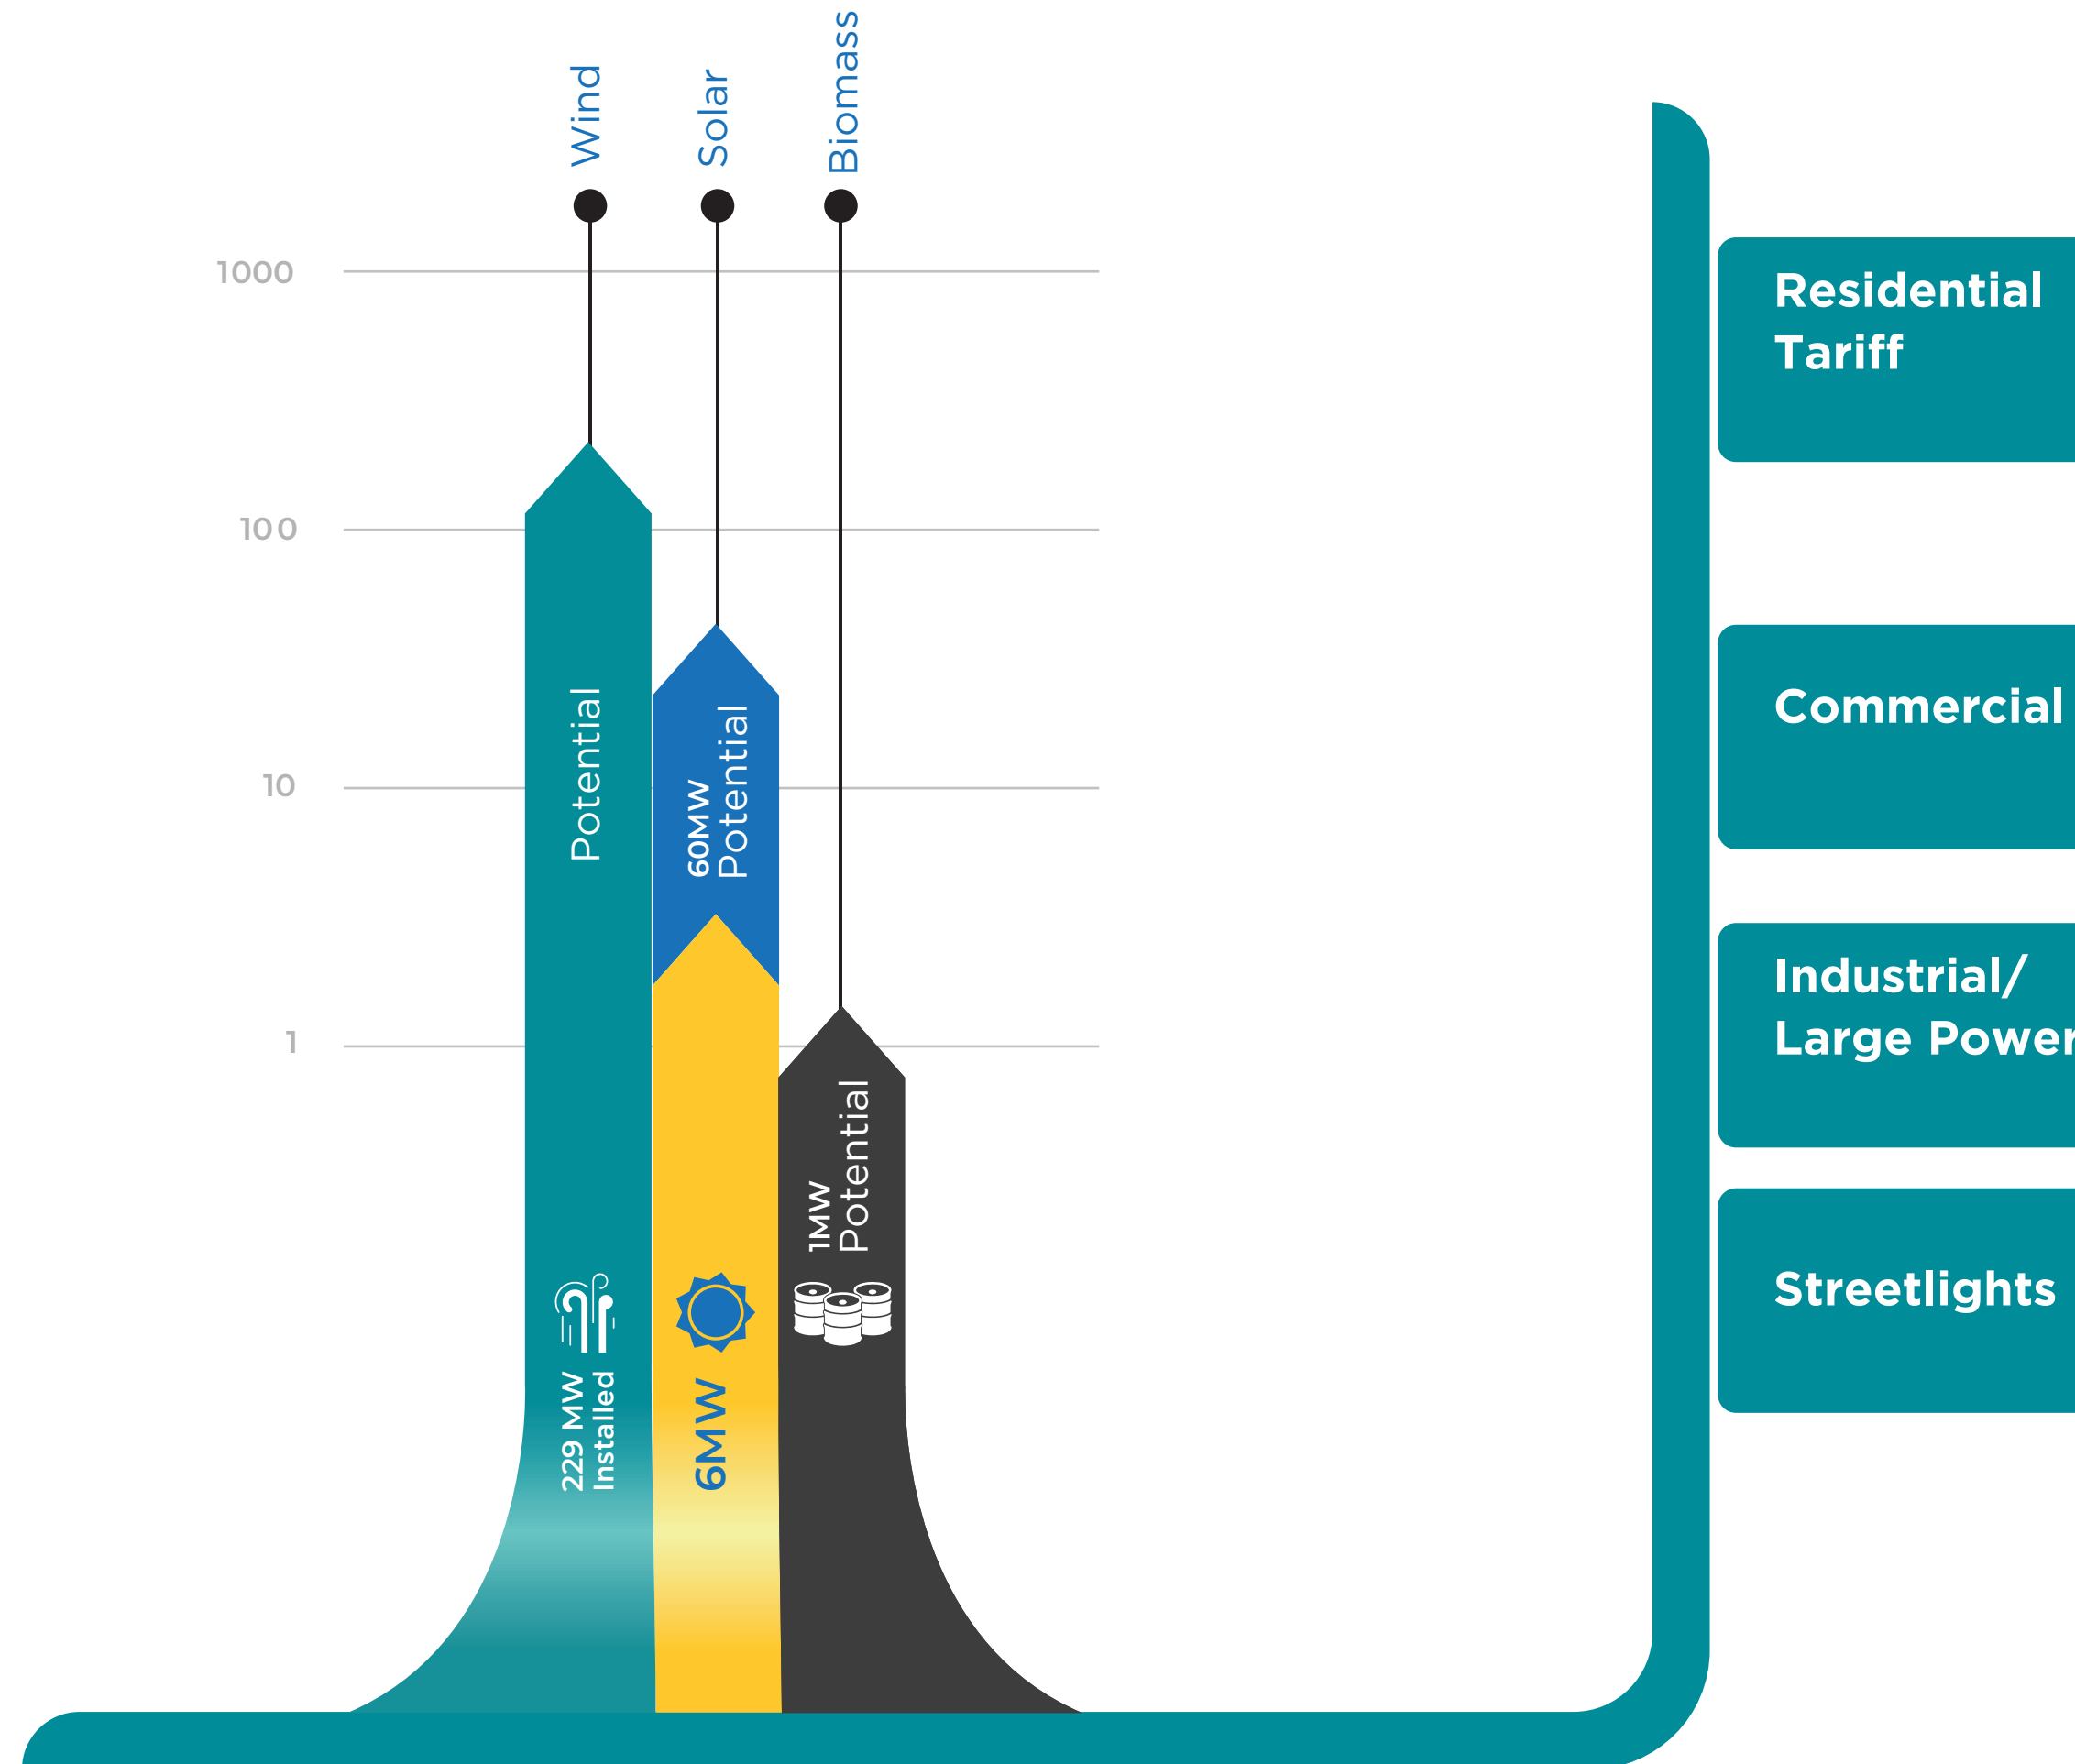 Wind
Solar
Biomass
1000
100
10
1
Potential
229 MW
Installed
60MW
Potential
6MW
1MW
Potential
Residential
Tariff
Commercial
Industrial/
Large Power
Streetlights